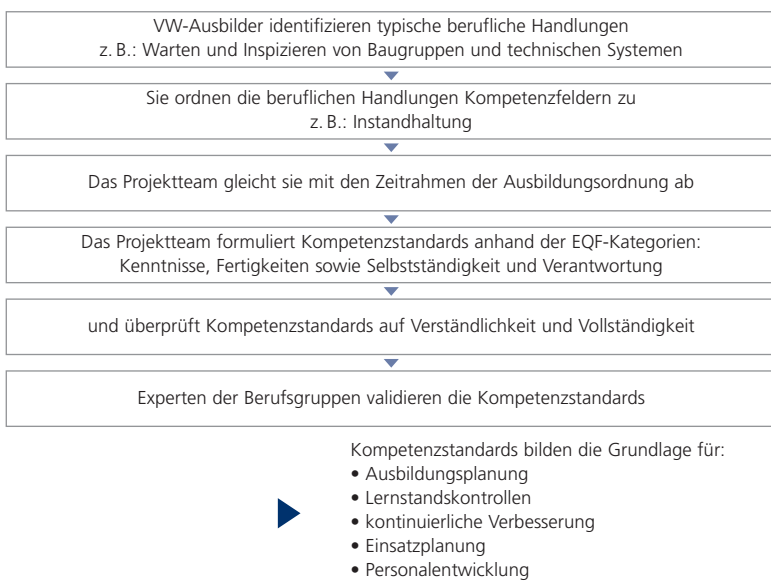 VW-Ausbilder identifizieren typische berufliche Handlungen
z. B.: Warten und Inspizieren von Baugruppen und technischen Systemen
Sie ordnen die beruflichen Handlungen Kompetenzfeldern zu
z. B.: Instandhaltung
Das Projektteam gleicht sie mit den Zeitrahmen der Ausbildungsordnung ab
Das Projektteam formuliert Kompetenzstandards anhand der EQF-Kategorien:
Kenntnisse, Fertigkeiten sowie Selbstständigkeit und Verantwortung
und überprüft Kompetenzstandards auf Verständlichkeit und Vollständigkeit
Experten der Berufsgruppen validieren die Kompetenzstandards
Kompetenzstandards bilden die Grundlage für:
• Ausbildungsplanung
• Lernstandskontrollen
• kontinuierliche Verbesserung
• Einsatzplanung
• Personalentwicklung